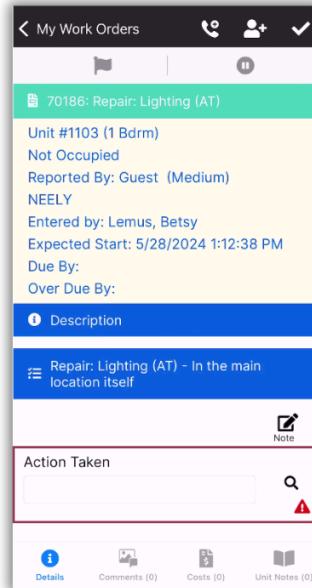 My Work Orders
70186: Repair: Lighting (AT)
Unit #1103 (1 Bdrm)
Not Occupied
Reported By: Guest (Medium)
NEELY
Entered by: Lemus, Betsy
Expected Start: 5/28/2024 1:12:38 PM
Due By:
Over Due By:
Description
Repair: Lighting (AT) - In the main
location itself
Note
Action Taken
Details Comments (0) Costs (0) Unit Notes (0)